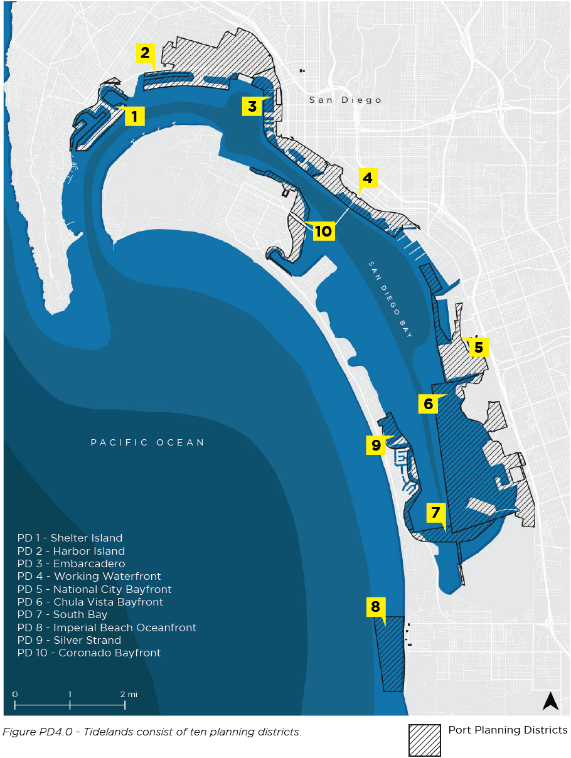 2
1
3
San Diego
4
10
SAN DIEGO BAY
5
6
PACIFIC OCEAN
9
7
PD 1 - Shelter Island
PD 2 - Harbor Island
PD 3 - Embarcadero
PD 4 - Working Waterfront
PD 5 - National City Bayfront
PD 6 - Chula Vista Bayfront
PD 7 - South Bay
PD 8 - Imperial Beach Oceanfront
PD 9 - Silver Strand
PD 10 - Coronado Bayfront
8
0 1 2 mi
Figure PD4.0 - Tidelands consist of ten planning districts.
Port Planning Districts